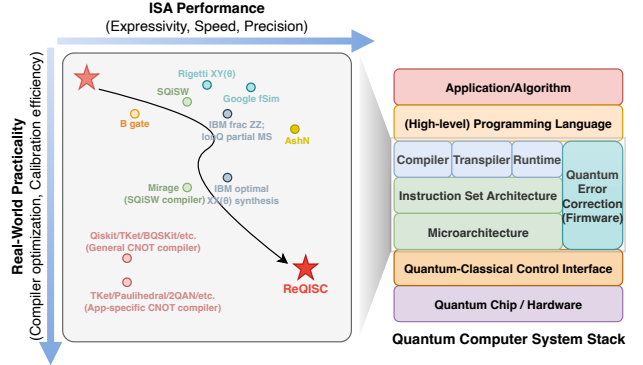 ISA Performance
(Expressivity, Speed, Precision)
Real-World Practicality
(Compiler optimization, Calibration efficiency)
Rigetti XY(θ)
SQiSW
Google fSim
B gate
IBM frac ZZ;
IonQ partial MS
AshN
Mirage
(SQiSW compiler)
IBM optimal
XX(θ) synthesis
Qiskit/TKet/BQSKit/etc.
(General CNOT compiler)
ReQISC
TKet/Paulihedral/2QAN/etc.
(App-specific CNOT compiler)
Application/Algorithm
(High-level) Programming Language
Compiler
Transpiler
Runtime
Quantum
Error
Correction
(Firmware)
Instruction Set Architecture
Microarchitecture
Quantum-Classical Control Interface
Quantum Chip / Hardware
Quantum Computer System Stack